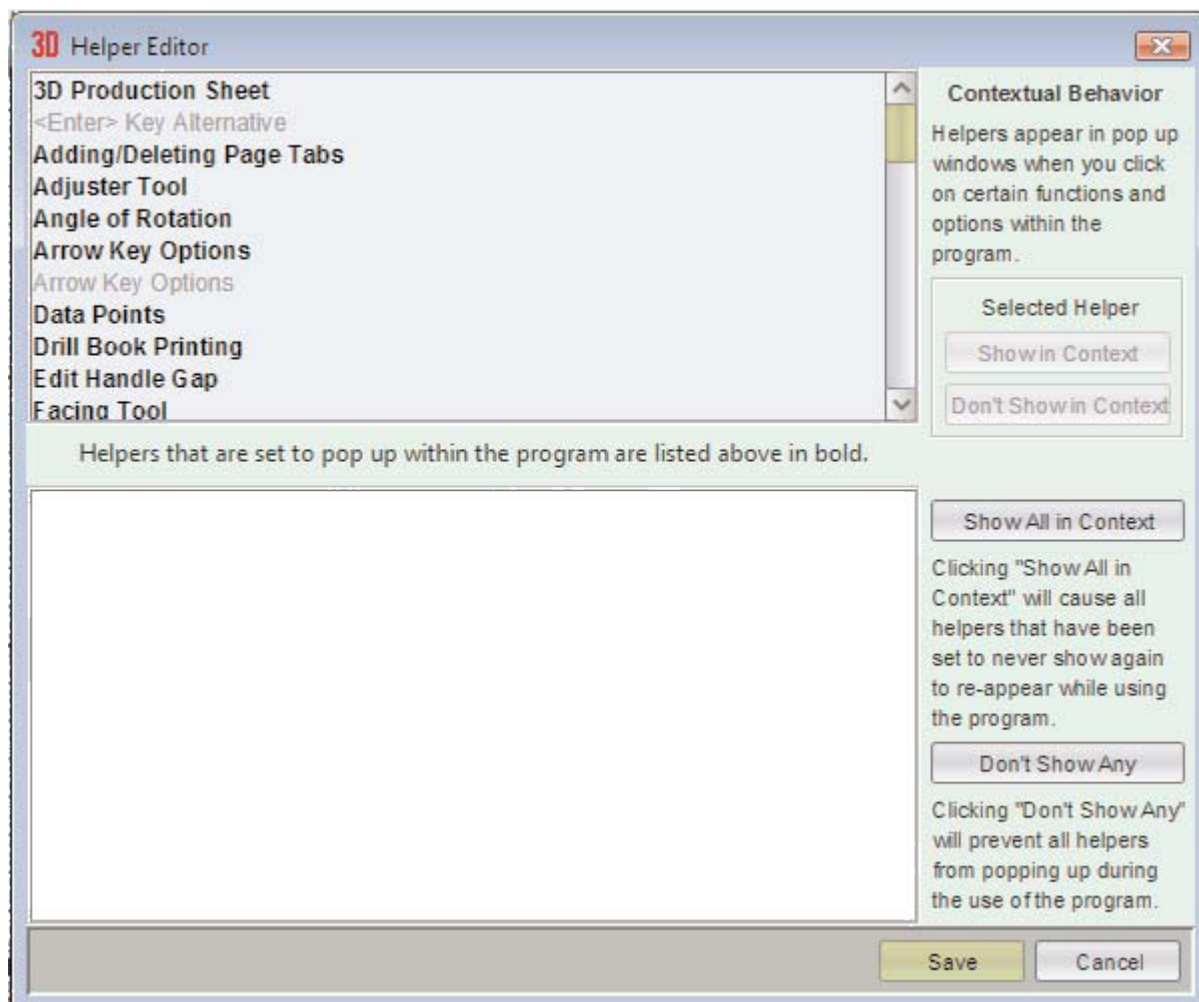 3D Helper Editor
3D Production Sheet
<Enter> Key Alternative
Adding/Deleting Page Tabs
Adjuster Tool
Angle of Rotation
Arrow Key Options
Arrow Key Options
Data Points
Drill Book Printing
Edit Handle Gap
Facing Tool
Helpers that are set to pop up within the program are listed above in bold.
Contextual Behavior
Helpers appear in pop up
windows when you click
on certain functions and
options within the
program.
Selected Helper
Show in Context
Don't Show in Context
Show All in Context
Clicking "Show All in
Context" will cause all
helpers that have been
set to never show again
to re-appear while using
the program.
Don't Show Any
Clicking "Don't Show Any"
will prevent all helpers
from popping up during
the use of the program.
Save
Cancel